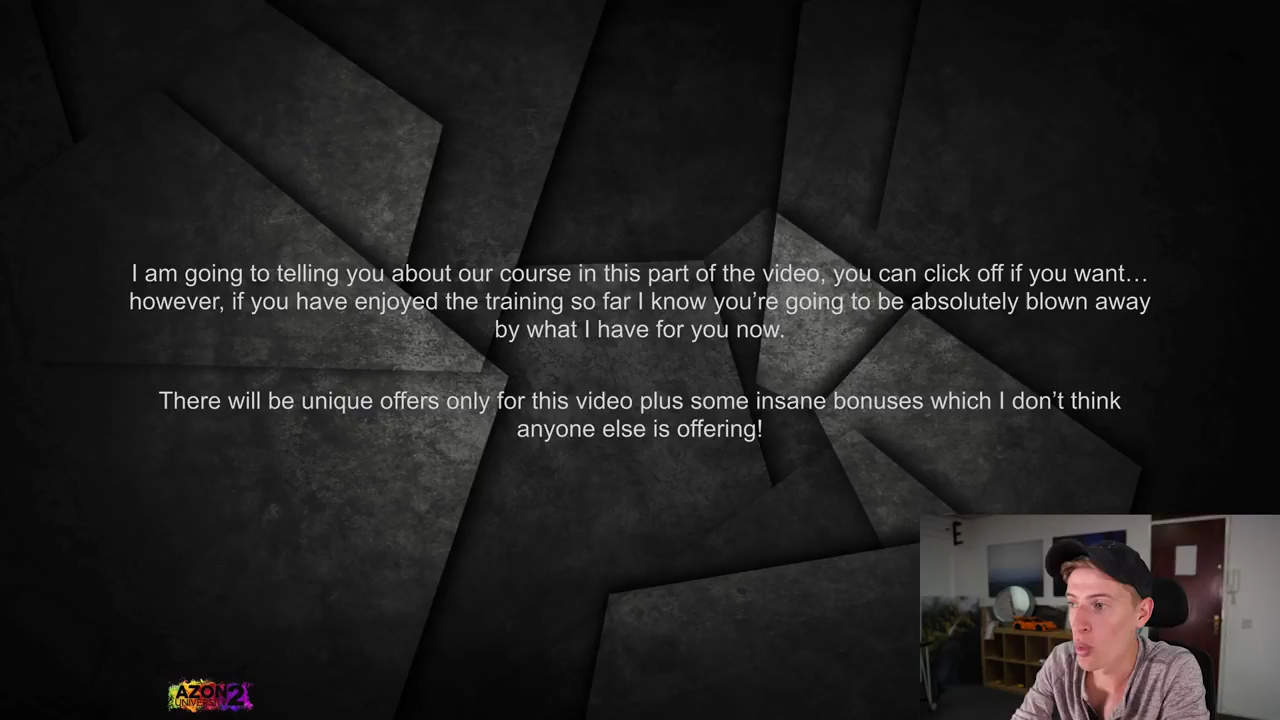 I am going to telling you about our course in this part of the video, you can click off if you want…
however, if you have enjoyed the training so far I know you’re going to be absolutely blown away
by what I have for you now.
There will be unique offers only for this video plus some insane bonuses which I don’t think
anyone else is offering!
E
AZON
2